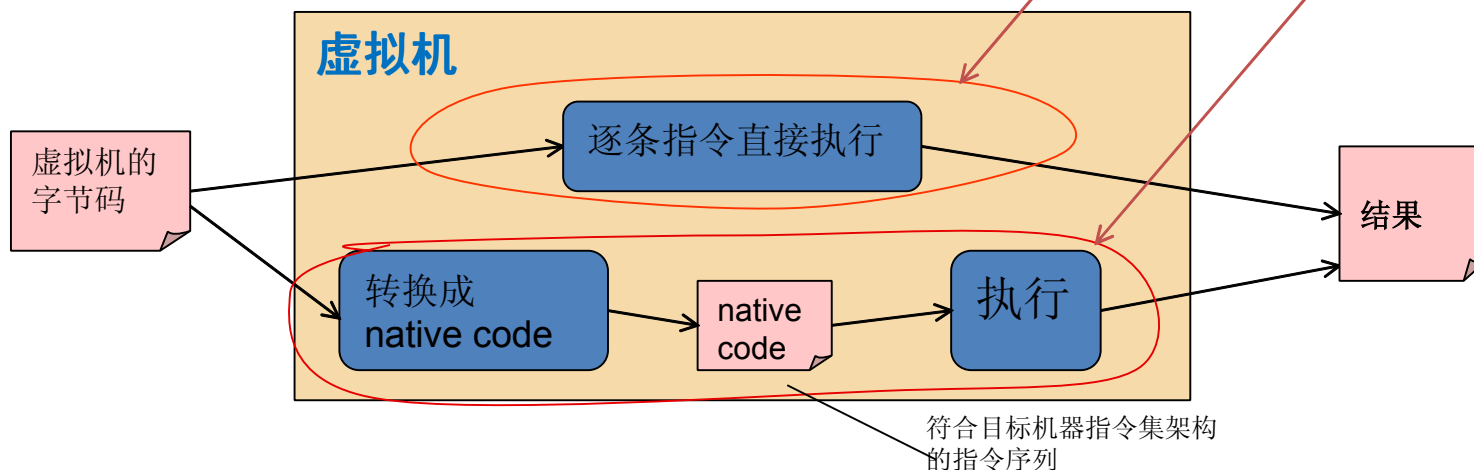 虚拟机
逐条指令直接执行
虚拟机的
字节码
结果
转换成
native code
native
code
执行
符合目标机器指令集架构
的指令序列